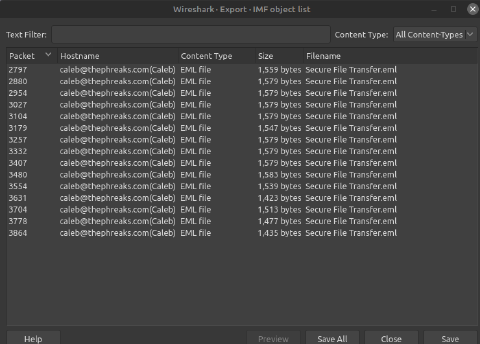 Wireshark · Export · IMF object list
Text Filter: Content Type: All Content-Types
Packet Hostname Content Type Size Filename
2797 caleb@thephreaks.com(Caleb) EML file 1,559 bytes Secure File Transfer.eml
2880 caleb@thephreaks.com(Caleb) EML file 1,579 bytes Secure File Transfer.eml
2954 caleb@thephreaks.com(Caleb) EML file 1,579 bytes Secure File Transfer.eml
3027 caleb@thephreaks.com(Caleb) EML file 1,579 bytes Secure File Transfer.eml
3104 caleb@thephreaks.com(Caleb) EML file 1,579 bytes Secure File Transfer.eml
3179 caleb@thephreaks.com(Caleb) EML file 1,547 bytes Secure File Transfer.eml
3257 caleb@thephreaks.com(Caleb) EML file 1,579 bytes Secure File Transfer.eml
3332 caleb@thephreaks.com(Caleb) EML file 1,579 bytes Secure File Transfer.eml
3407 caleb@thephreaks.com(Caleb) EML file 1,579 bytes Secure File Transfer.eml
3480 caleb@thephreaks.com(Caleb) EML file 1,583 bytes Secure File Transfer.eml
3554 caleb@thephreaks.com(Caleb) EML file 1,539 bytes Secure File Transfer.eml
3631 caleb@thephreaks.com(Caleb) EML file 1,423 bytes Secure File Transfer.eml
3704 caleb@thephreaks.com(Caleb) EML file 1,513 bytes Secure File Transfer.eml
3778 caleb@thephreaks.com(Caleb) EML file 1,477 bytes Secure File Transfer.eml
3864 caleb@thephreaks.com(Caleb) EML file 1,435 bytes Secure File Transfer.eml
Help Preview Save All Close Save